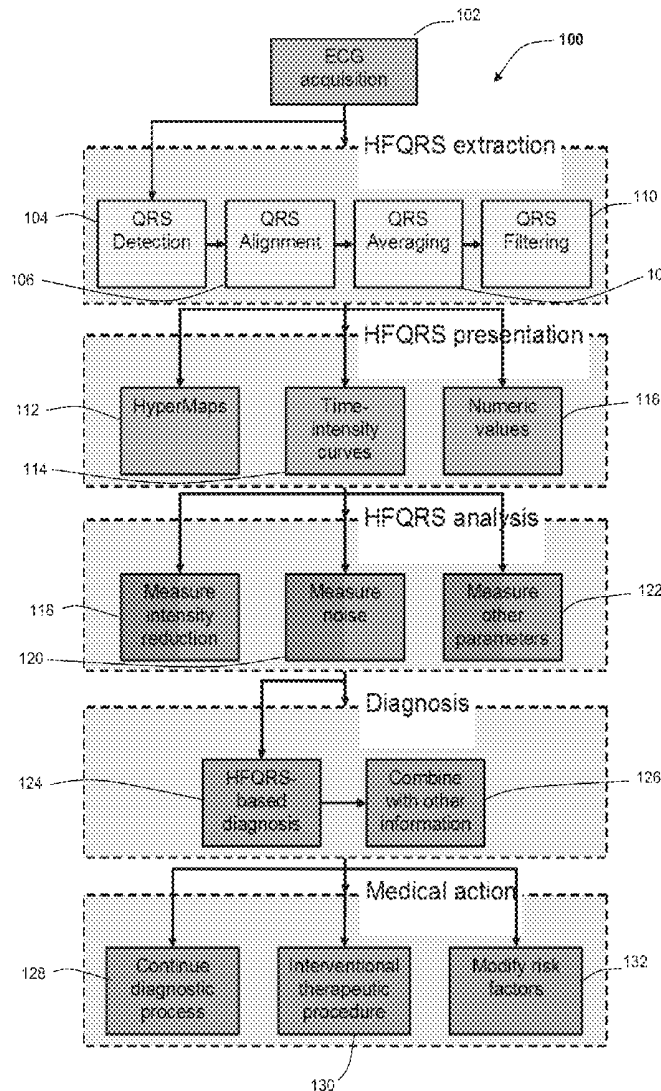 102
100
ECG
acquisition
HFQRS extraction
104
QRS
Detection
QRS
Alignment
QRS
Averaging
QRS
Filtering
110
106
10
HFQRS presentation
112
HyperMaps
Time-
intensity
curves
Numeric
values
116
114
HFQRS analysis
118
Measure
intensity
reduction
Measure
noise
Measure
other
parameters
122
120
Diagnosis
124
HFQRS-
based
diagnosis
Combine
with other
information
126
Medical action
128
Continue
diagnostic
process
Interventional
therapeutic
procedure
Modify risk
factors
132
130